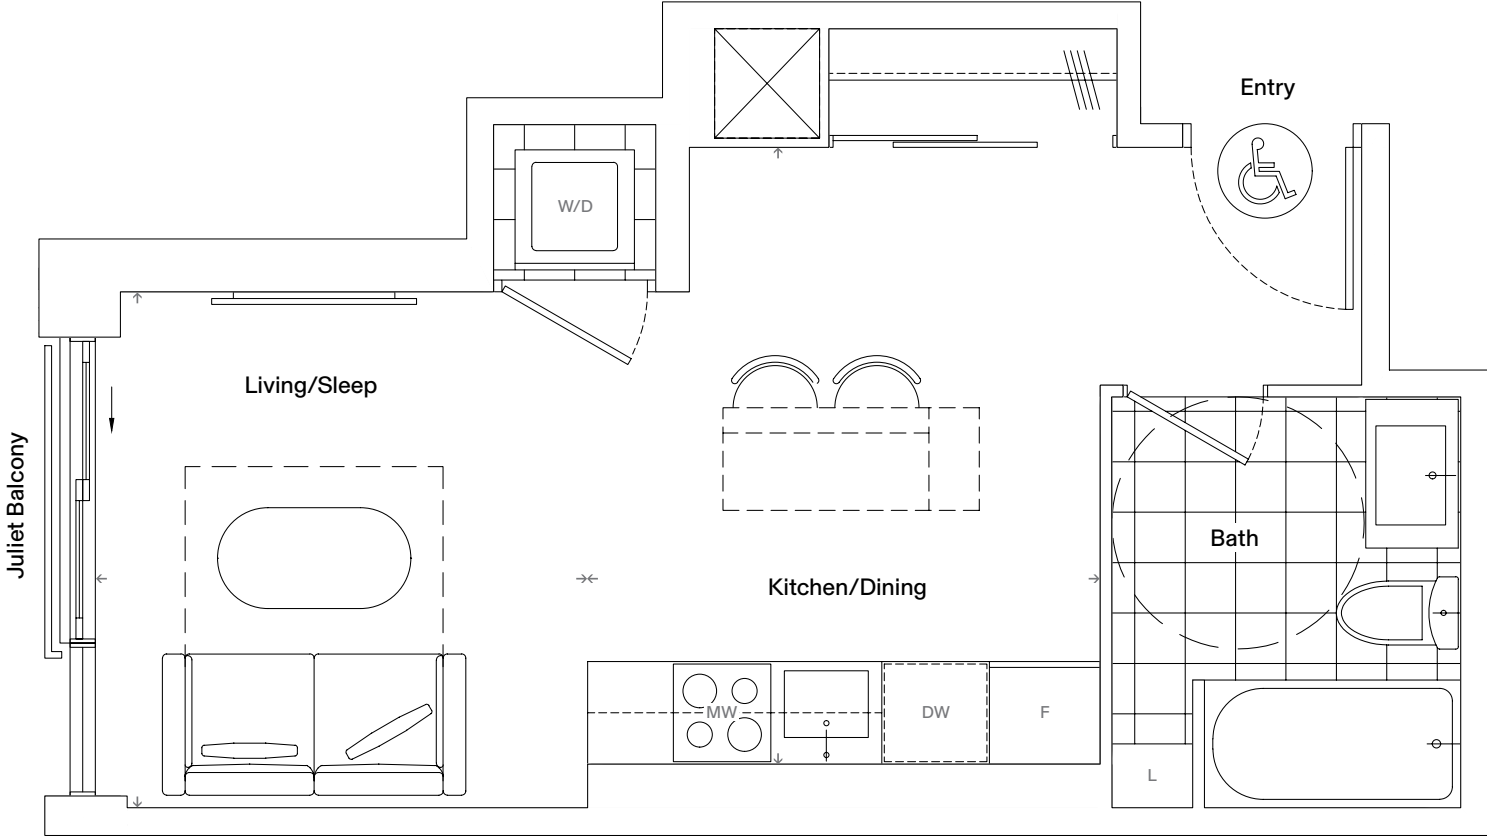 Entry
W/D
Living/Sleep
Juliet Balcony
Bath
Kitchen/Dining
MW
DW
F
L